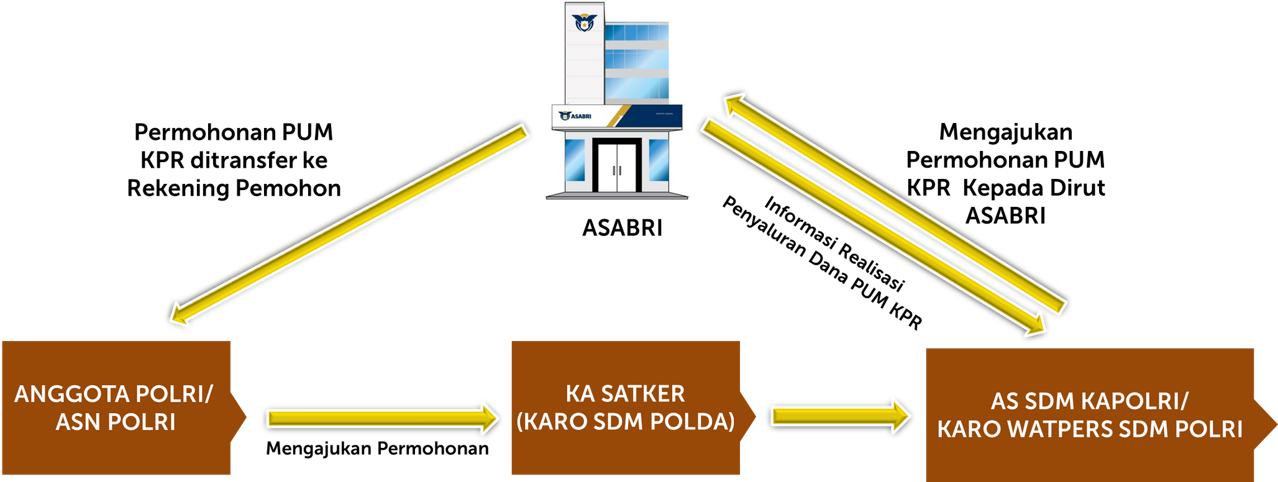 ASABRI
Permohonan PUM
KPR ditransfer ke
Rekening Pemohon
ASABRI
Mengajukan
Permohonan PUM
KPR Kepada Dirut
ASABRI
Informasi Realisasi
Penyaluran Dana PUM KPR
ANGGOTA POLRI/
ASN POLRI
Mengajukan Permohonan
KA SATKER
(KARO SDM POLDA)
AS SDM KAPOLRI/
KARO WATPERS SDM POLRI